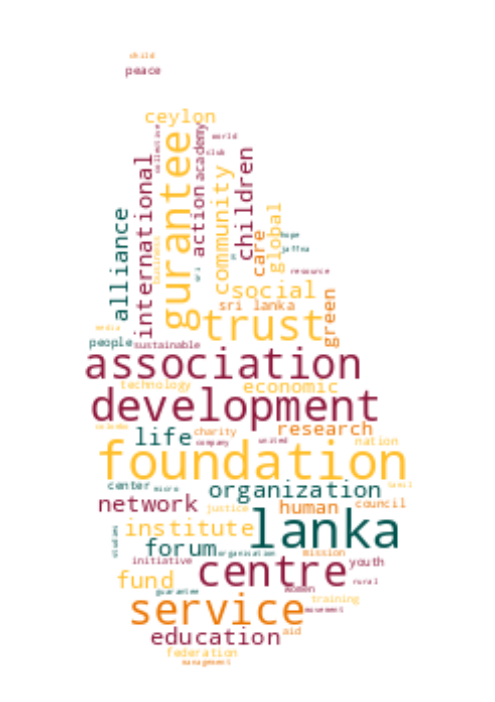 child
peace
ceylon
collective
world
academy
club
gurantee
international
children
action
community
alliance
global
care
hope
jaffna
business
sri
resource
social
green
sri lanka
trust
media
people
sustainable
association
technology
economic
development
colombo
life
charity
research
company
united
nation
foundation
center
micro
organization
tamil
network
justice
human
council
institute
lanka
studies
forum
organisation
mission
initiative
centre
youth
fund
rural
guarantee
women
training
service
movement
education
aid
federation
management